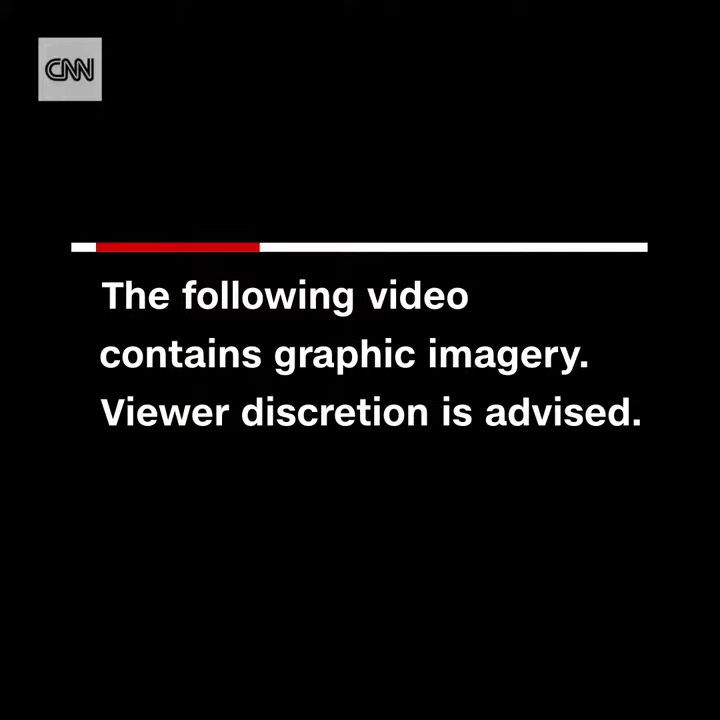 CNN
The following video
contains graphic imagery.
Viewer discretion is advised.